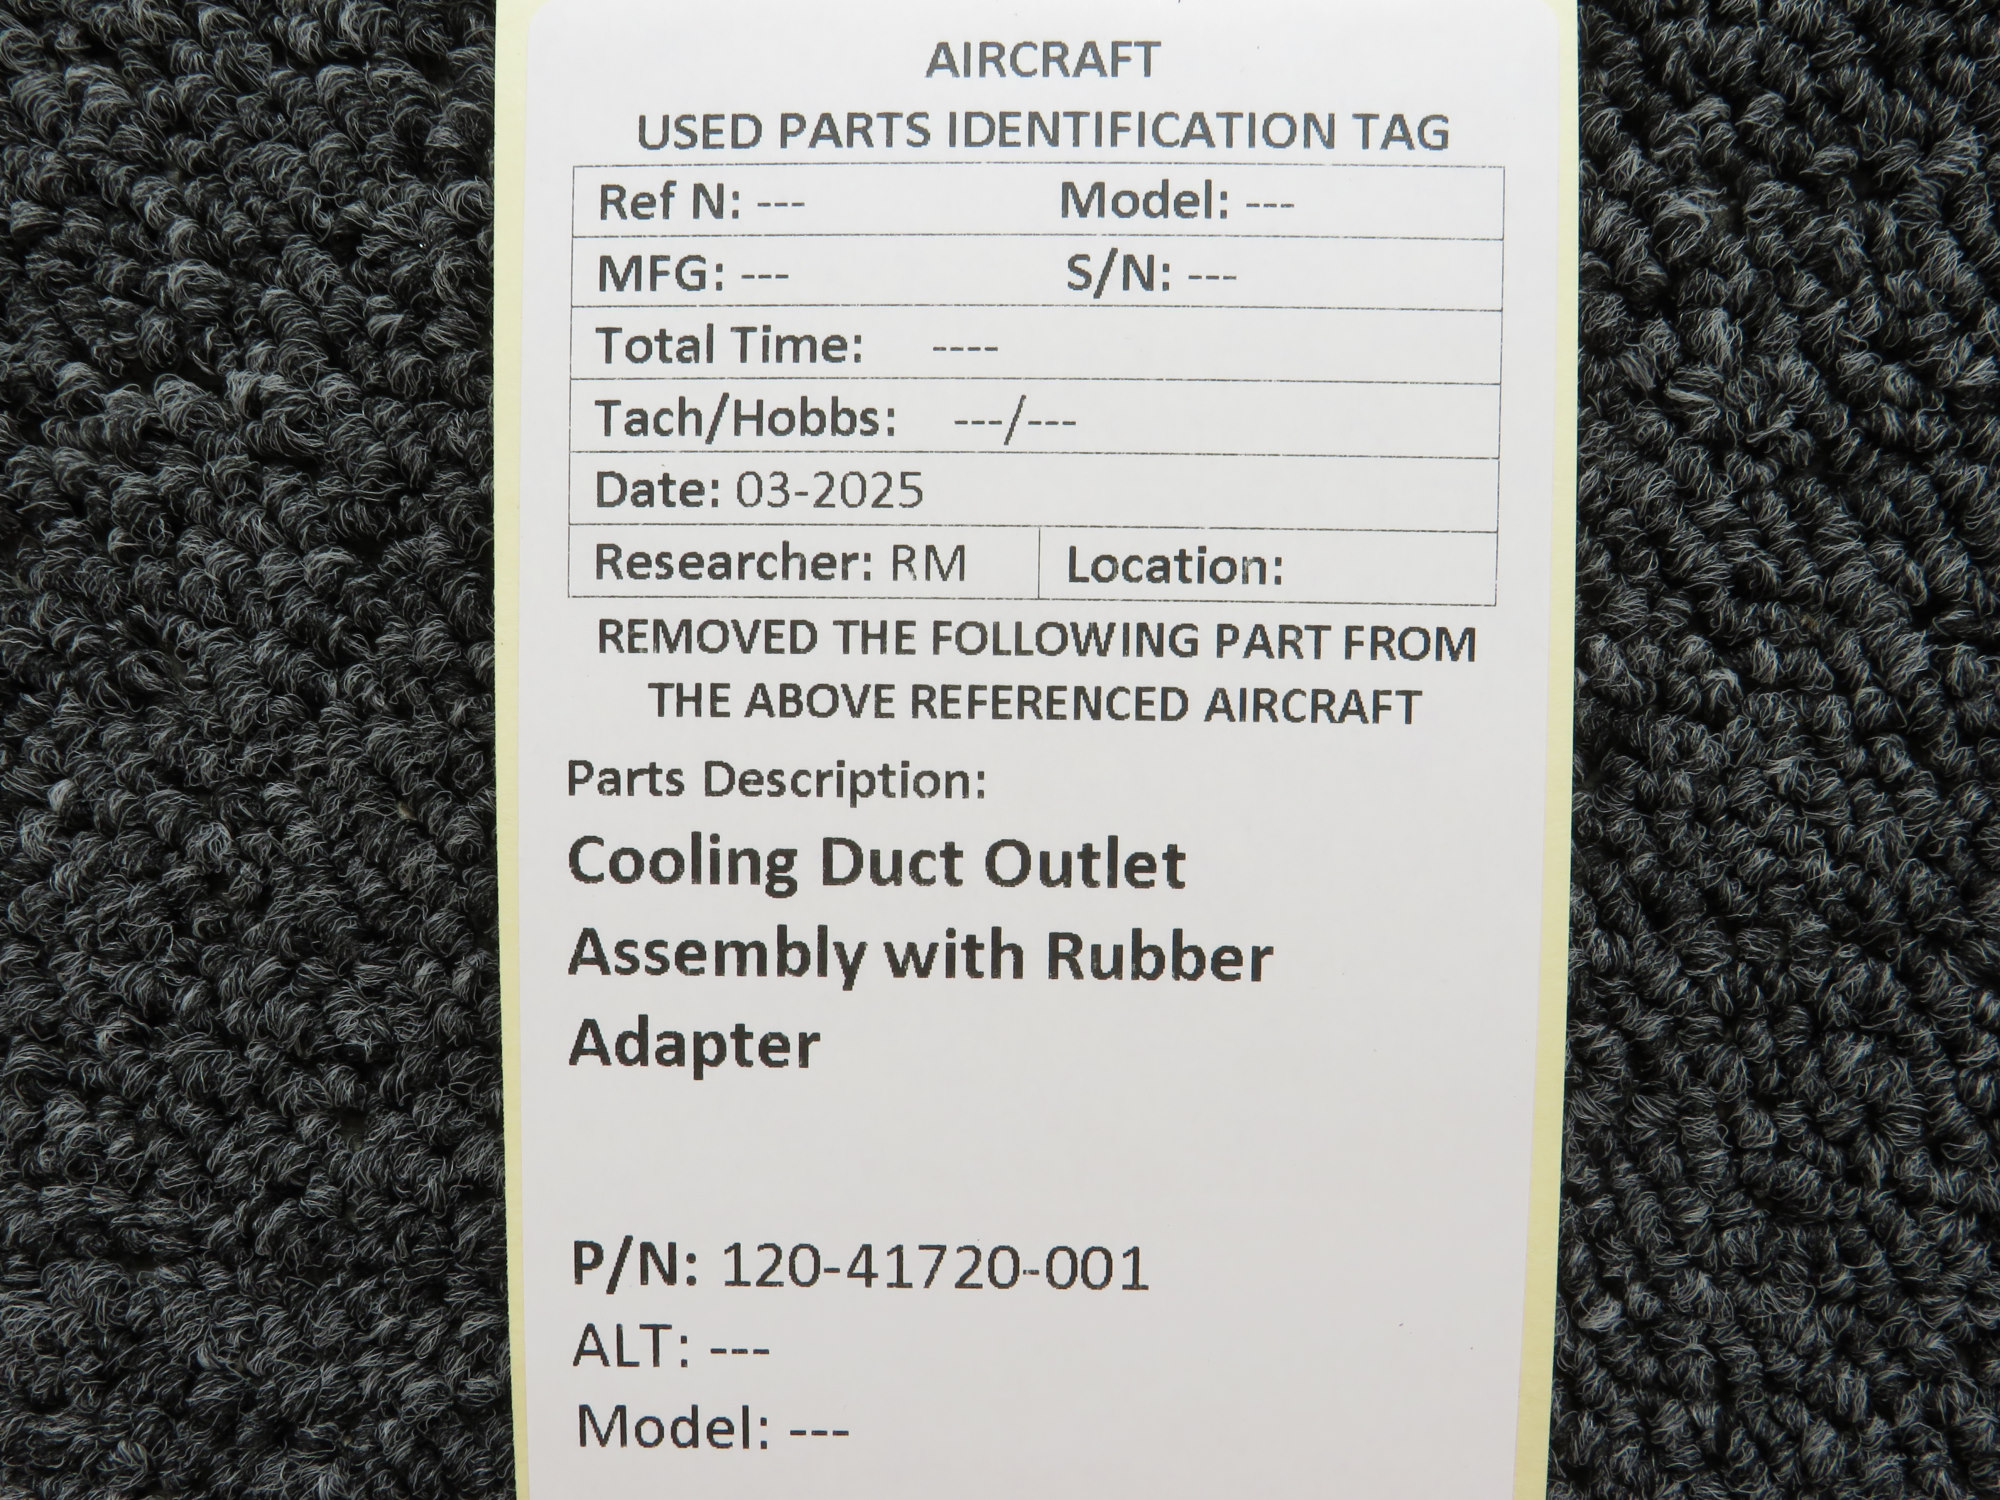 AIRCRAFT
USED PARTS IDENTIFICATION TAG
Ref N: --- Model: ---
MFG: --- S/N: ---
Total Time: ----
Tach/Hobbs: ---/---
Date: 03-2025
Researcher: RM Location:
REMOVED THE FOLLOWING PART FROM
THE ABOVE REFERENCED AIRCRAFT
Parts Description:
Cooling Duct Outlet
Assembly with Rubber
Adapter
P/N: 120-41720-001
ALT: ---
Model: ---